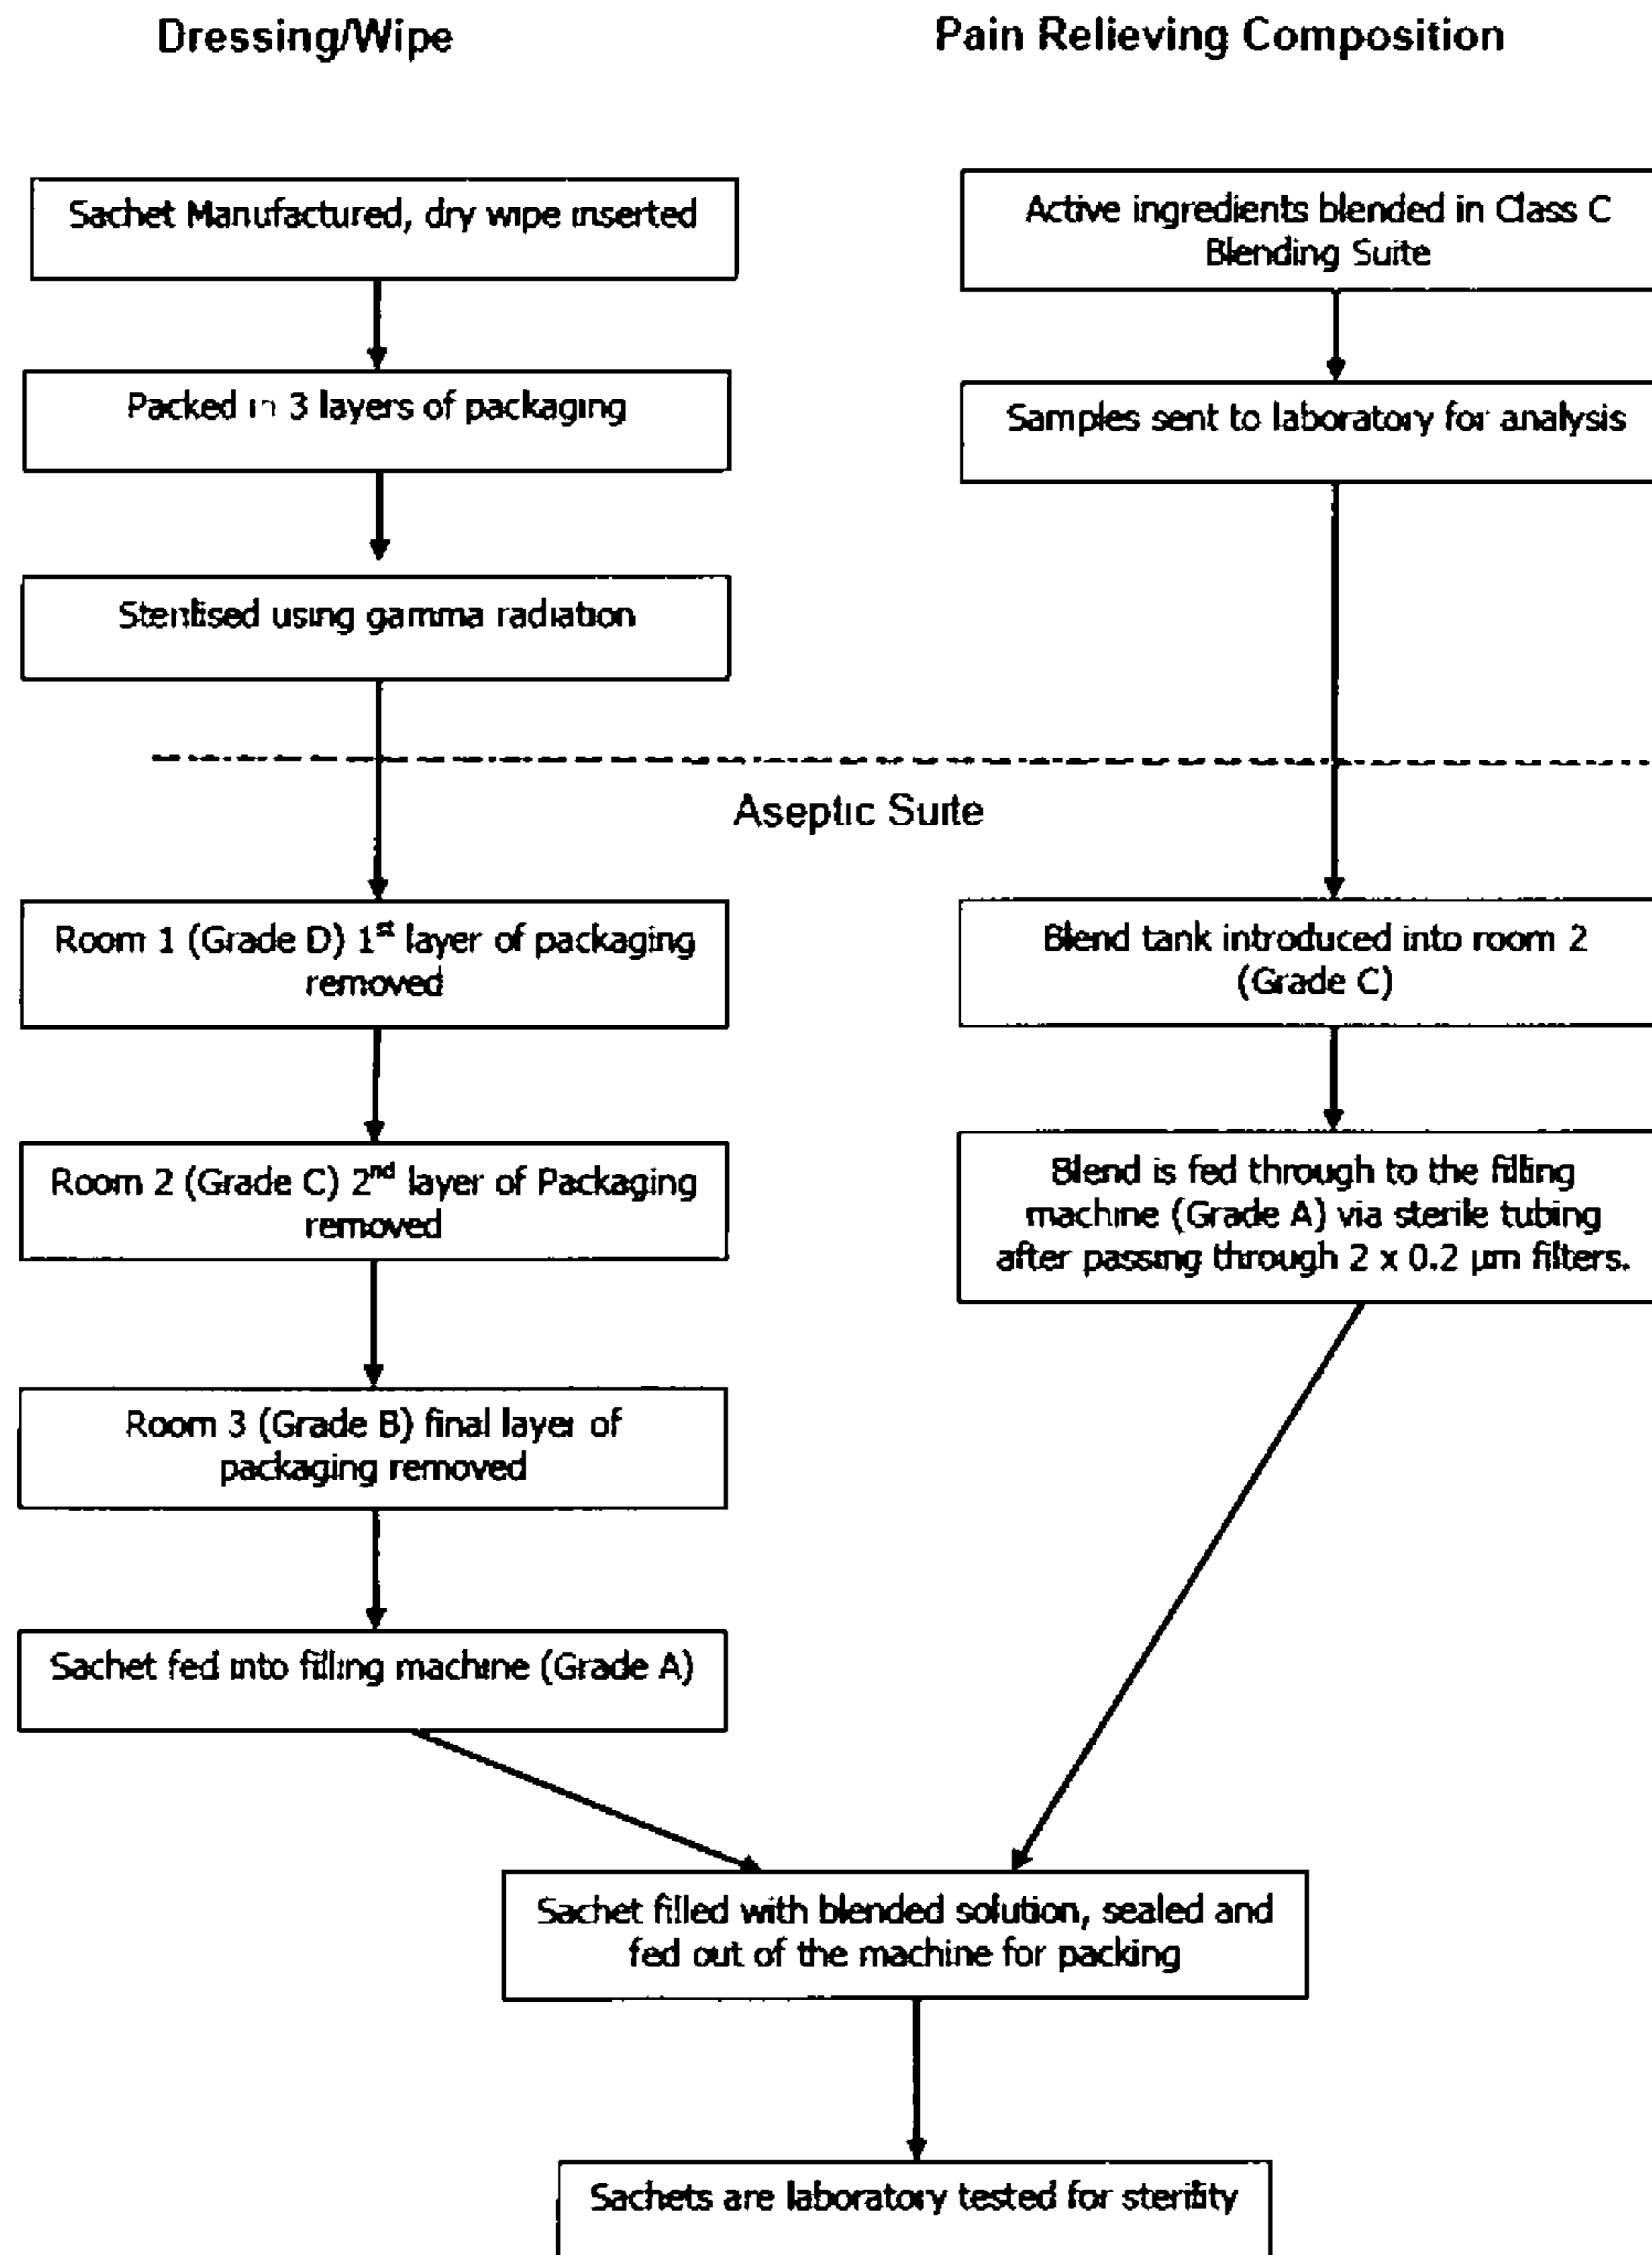 Dressing/Wipe
Pain Relieving Composition
Sachet Manufactured, dry wipe inserted
Active ingredients blended in Class C
Blending Suite
Packed in 3 layers of packaging
Samples sent to laboratory for analysis
Sterilised using gamma radiation
Aseptic Suite
Room 1 (Grade D) 1st layer of packaging
removed
Blend tank introduced into room 2
(Grade C)
Room 2 (Grade C) 2nd layer of Packaging
removed
Blend is fed through to the filling
machine (Grade A) via sterile tubing
after passing through 2 x 0.2 µm filters.
Room 3 (Grade B) final layer of
packaging removed
Sachet fed into filling machine (Grade A)
Sachet filled with blended solution, sealed and
fed out of the machine for packing
Sachets are laboratory tested for sterility